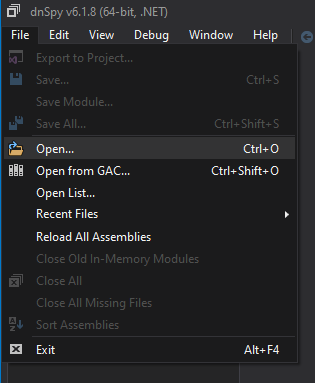 dnSpy v6.1.8 (64-bit, .NET)
File Edit View Debug Window Help
Export to Project...
Save... Ctrl+S
Save Module...
Save All... Ctrl+Shift+S
Open... Ctrl+O
Open from GAC... Ctrl+Shift+O
Open List...
Recent Files
Reload All Assemblies
Close Old In-Memory Modules
Close All
Close All Missing Files
Sort Assemblies
Exit Alt+F4